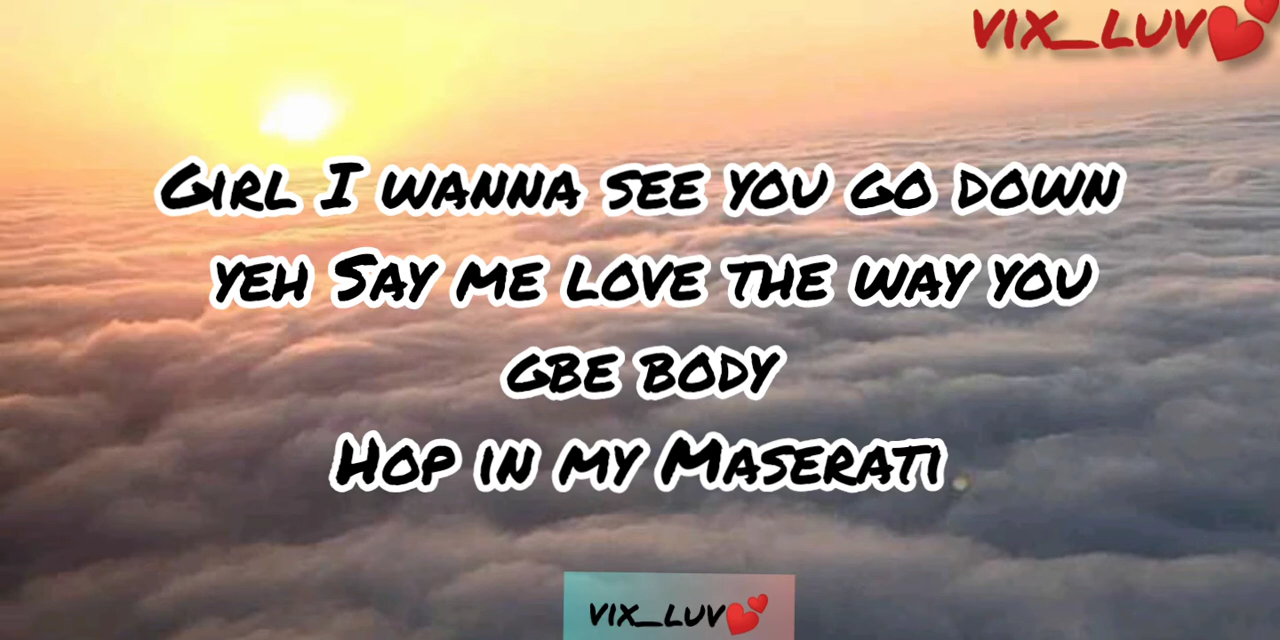 VIX_LUV💕
Girl I wanna see you go down
yeh Say me love the way you
gbe body
Hop in my Maserati
VIX_LUV💕